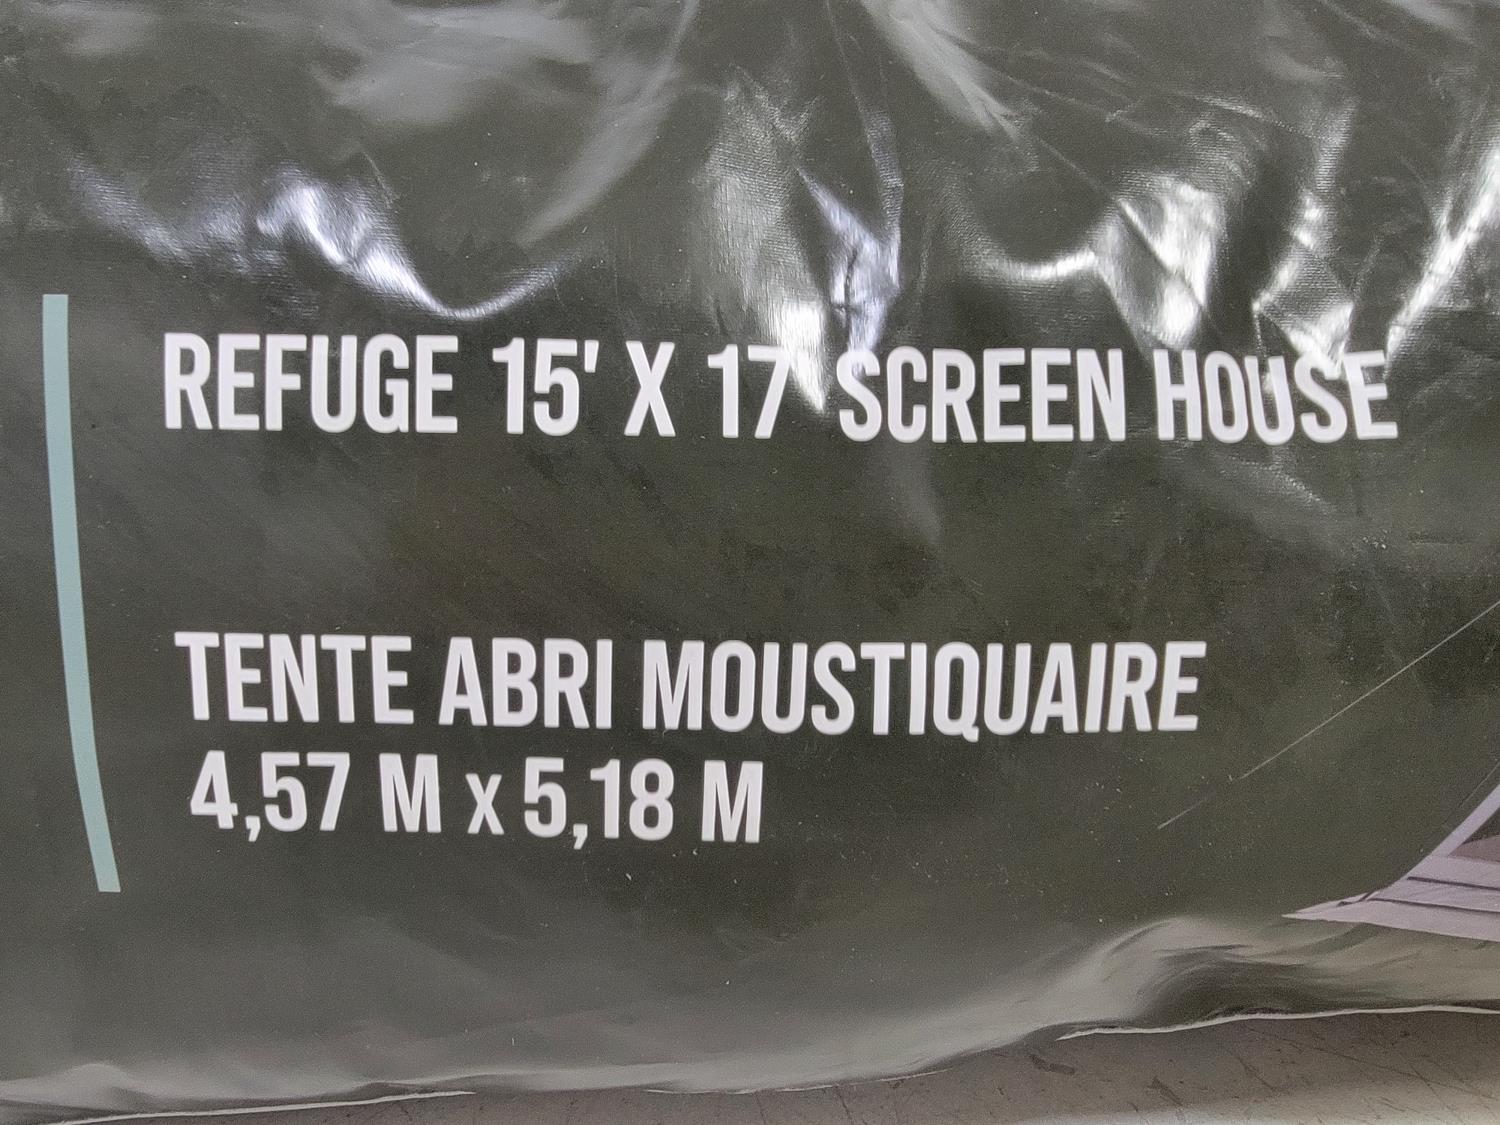 REFUGE 15' X 17' SCREEN HOUSE
TENTE ABRI MOUSTIQUAIRE
4,57 M x 5,18 M